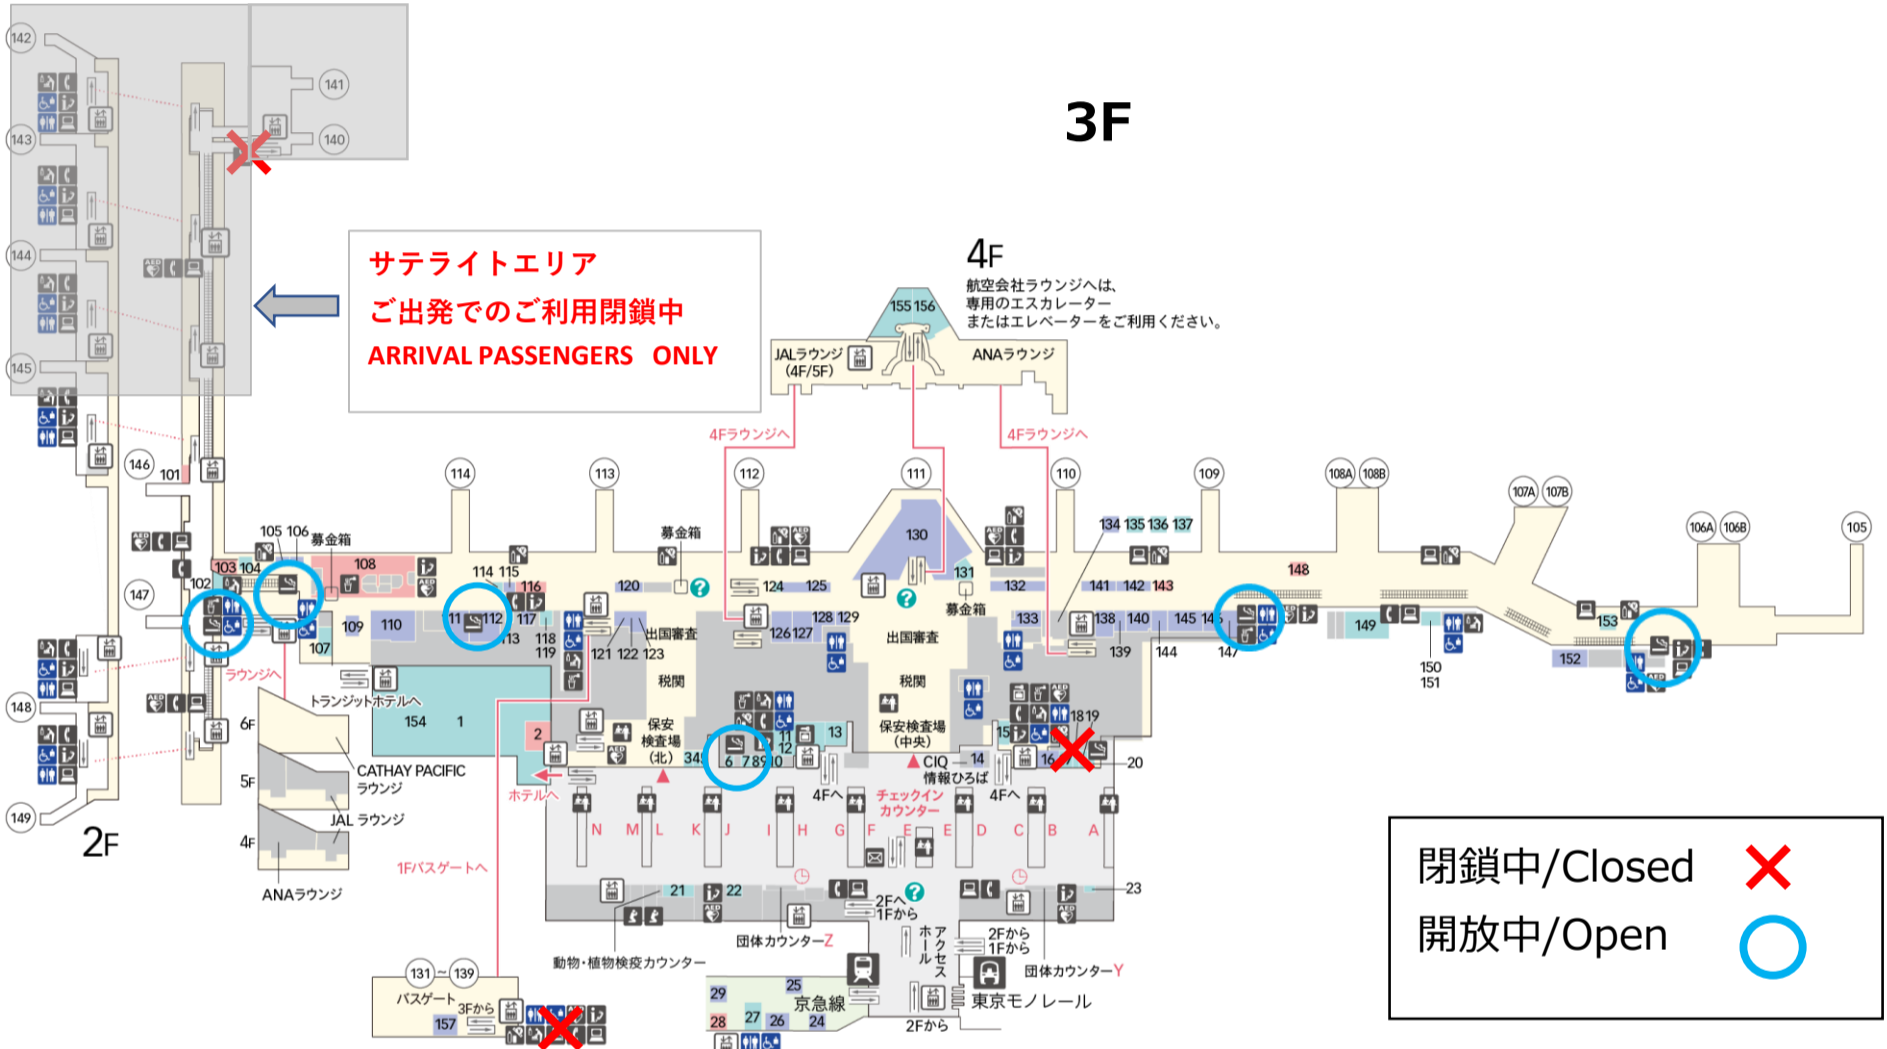 3F
142
141
143
140
144
145
サテライトエリア
ご出発でのご利用閉鎖中
ARRIVAL PASSENGERS ONLY
4F
航空会社ラウンジへは、
専用のエスカレーター
またはエレベーターをご利用ください。
155 156
JALラウンジ
(4F/5F)
ANAラウンジ
4Fラウンジへ
4Fラウンジへ
146
101
114
113
112
111
110
109
108A 108B
107A 107B
106A 106B
105
105 106
募金箱
募金箱
130
134 135 136 137
103 104
108
114 115
116
120
124 125
131
132
141 142 143
148
102
147
募金箱
109
110
112
117
113
118
119
121 122 123
出国審査
126 127
128 129
出国審査
133
138 140
145
139
144
147
149
150
151
153
152
107
ラウンジへ
トランジットホテルへ
税関
税関
148
154
1
2
保安
検査場
(北)
保安検査場
(中央)
6F
5F
4F
CATHAY PACIFIC
ラウンジ
JAL ラウンジ
ANAラウンジ
ホテルへ
3 4 5
6 7 8 9 10
11
12
13
4Fへ
CIQ
情報ひろば
14
15
16
18 19
20
4Fへ
チェックイン
カウンター
149
2F
N M L K J I H G F E E D C B A
1Fバスゲートへ
21
22
23
2Fへ
1Fから
団体カウンターZ
動物・植物検疫カウンター
アクセス
ホール
2Fから
1Fから
団体カウンターY
131 ~ 139
バスゲート
3Fから
157
29
25
京急線
28
27
26
24
2Fから
東京モノレール
閉鎖中/Closed
開放中/Open